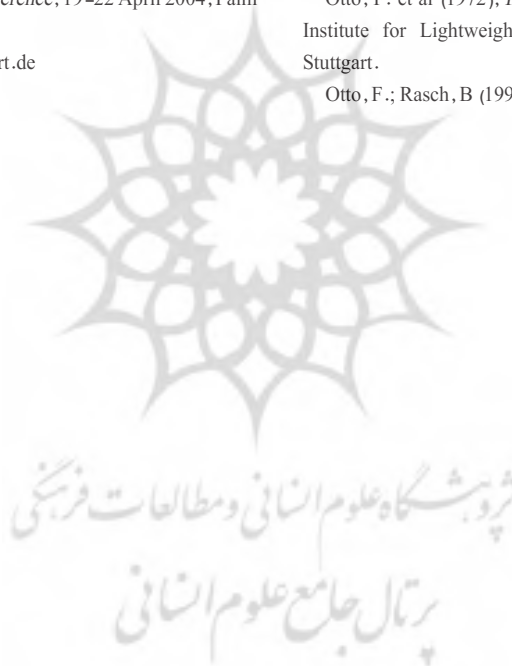 erence, 19–22 April 2004, Palm
rt.de
Otto, F. et al (1972),
Institute for Lightweigh
Stuttgart.
Otto, F.; Rasch, B (199
پژوهشگاه علوم انسانی و مطالعات فرهنگی
پرتال جامع علوم انسانی